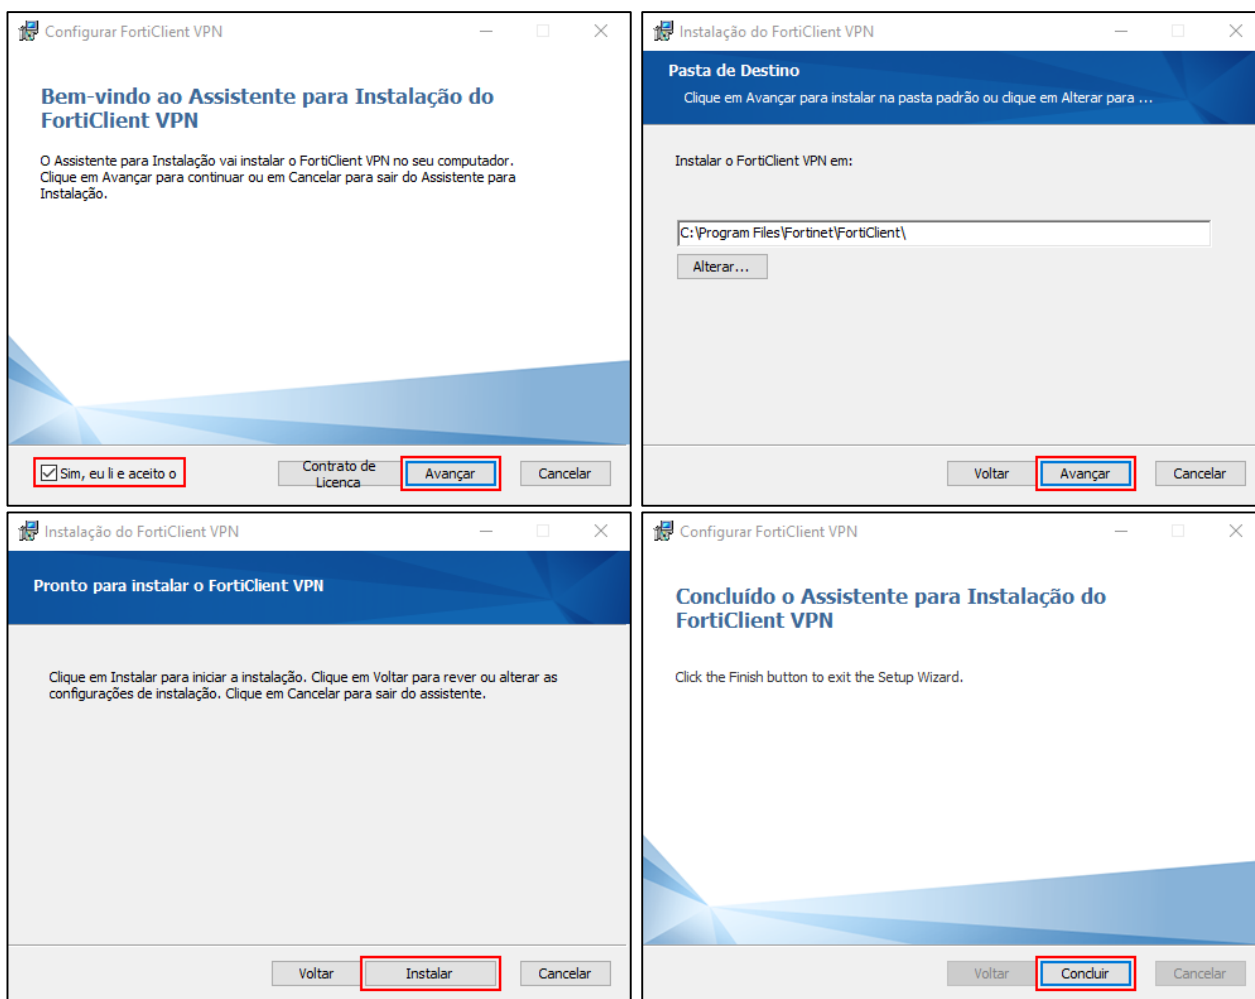 Configurar FortiClient VPN
Bem-vindo ao Assistente para Instalação do
FortiClient VPN
O Assistente para Instalação vai instalar o FortiClient VPN no seu computador.
Clique em Avançar para continuar ou em Cancelar para sair do Assistente para
Instalação.
Sim, eu li e aceito o
Contrato de
Licenca
Avançar
Cancelar
Instalação do FortiClient VPN
Pasta de Destino
Clique em Avançar para instalar na pasta padrão ou clique em Alterar para ...
Instalar o FortiClient VPN em:
C:\Program Files\Fortinet\FortiClient\
Alterar...
Voltar
Avançar
Cancelar
Instalação do FortiClient VPN
Pronto para instalar o FortiClient VPN
Clique em Instalar para iniciar a instalação. Clique em Voltar para rever ou alterar as
configurações de instalação. Clique em Cancelar para sair do assistente.
Voltar
Instalar
Cancelar
Configurar FortiClient VPN
Concluído o Assistente para Instalação do
FortiClient VPN
Click the Finish button to exit the Setup Wizard.
Voltar
Concluir
Cancelar